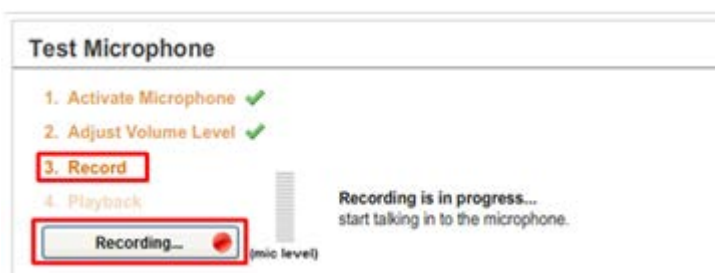 Test Microphone
1. Activate Microphone
2. Adjust Volume Level
3. Record
4. Playback
Recording is in progress...
start talking in to the microphone.
Recording...
(mic level)